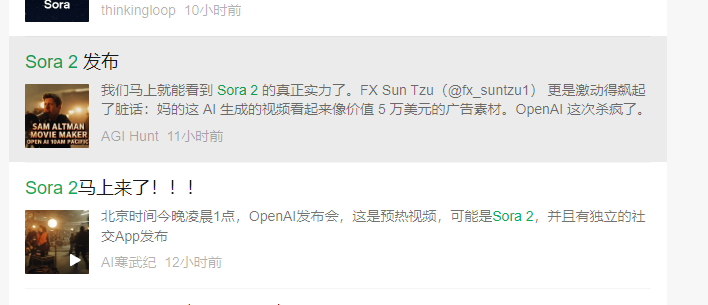 Sora
thinkingloop 10小时前
Sora 2 发布
我们马上就能看到 Sora 2 的真正实力了。FX Sun Tzu（@fx_suntzu1） 更是激动得飙起
了脏话：妈的这 AI 生成的视频看起来像价值 5 万美元的广告素材。OpenAI 这次杀疯了。
SAM ALTMAN
MOVIE MAKER
OPEN AI 10AM PACIFIC
AGI Hunt 11小时前
Sora 2马上来了！！！
北京时间今晚凌晨1点，OpenAI发布会，这是预热视频，可能是Sora 2，并且有独立的社
交App发布
AI寒武纪 12小时前